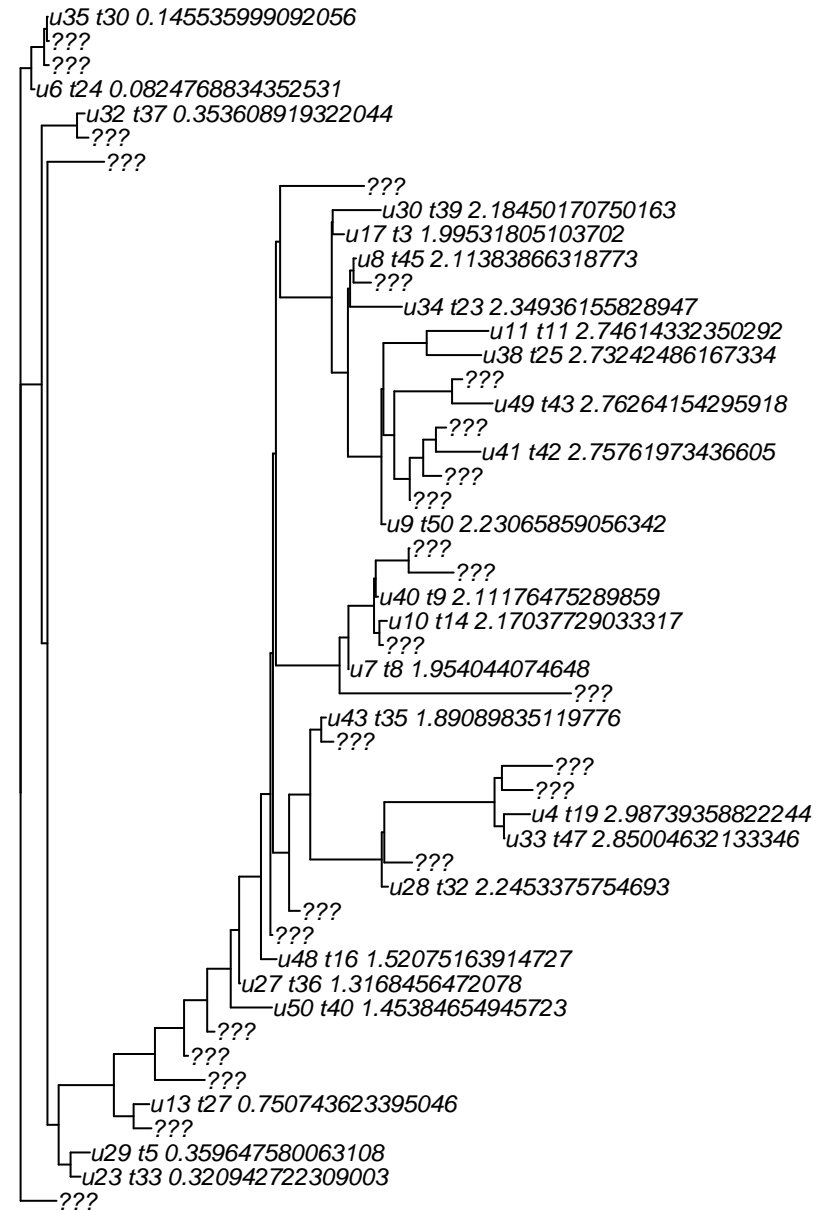 u35 t30 0.145535999092056
???
???
u6 t24 0.0824768834352531
u32 t37 0.353608919322044
???
???
???
u30 t39 2.18450170750163
u17 t3 1.99531805103702
u8 t45 2.11383866318773
???
u34 t23 2.34936155828947
u11 t11 2.74614332350292
u38 t25 2.73242486167334
???
u49 t43 2.76264154295918
???
u41 t42 2.75761973436605
???
???
u9 t50 2.23065859056342
???
???
u40 t9 2.11176475289859
u10 t14 2.17037729033317
???
u7 t8 1.954044074648
???
u43 t35 1.89089835119776
???
???
???
u4 t19 2.98739358822244
u33 t47 2.85004632133346
???
u28 t32 2.2453375754693
???
???
u48 t16 1.52075163914727
u27 t36 1.3168456472078
u50 t40 1.45384654945723
???
???
???
u13 t27 0.750743623395046
???
u29 t5 0.359647580063108
u23 t33 0.320942722309003
???